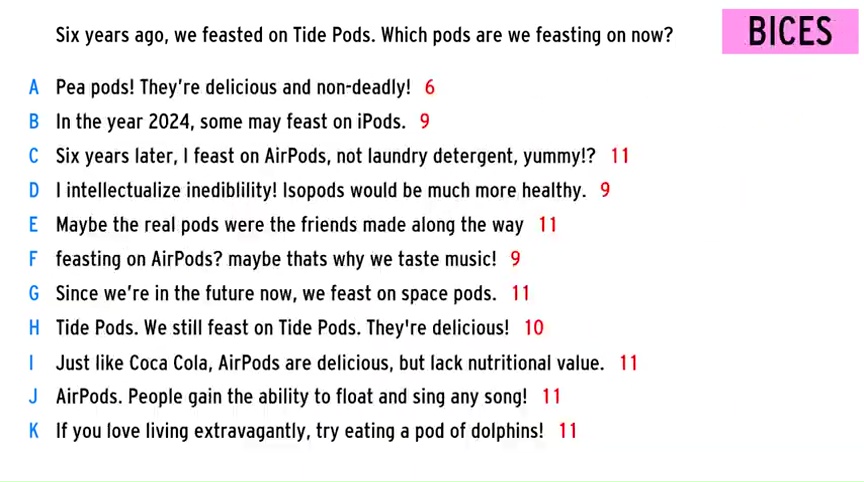 Six years ago, we feasted on Tide Pods. Which pods are we feasting on now?
BICES
A Pea pods! They're delicious and non-deadly! 6
B In the year 2024, some may feast on iPods. 9
C Six years later, I feast on AirPods, not laundry detergent, yummy!? 11
D I intellectualize inediblility! Isopods would be much more healthy. 9
E Maybe the real pods were the friends made along the way 11
F feasting on AirPods? maybe thats why we taste music! 9
G Since we're in the future now, we feast on space pods. 11
H Tide Pods. We still feast on Tide Pods. They're delicious! 10
I Just like Coca Cola, AirPods are delicious, but lack nutritional value. 11
J AirPods. People gain the ability to float and sing any song! 11
K If you love living extravagantly, try eating a pod of dolphins! 11